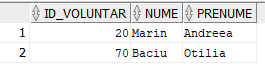 ID_VOLUNTAR NUME PRENUME
1 20 Marin Andreea
2 70 Baciu Otilia